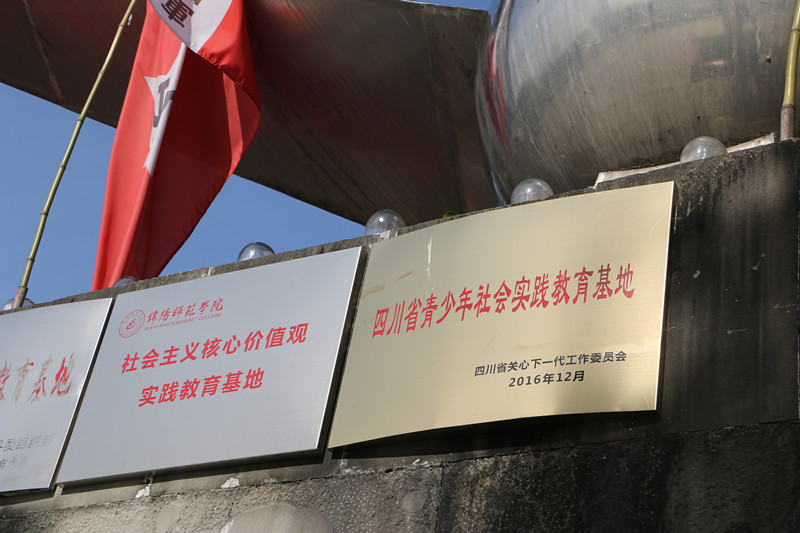 教育基地
绵阳师范学院
MIANYANG TEACHERS' COLLEGE
社会主义核心价值观
实践教育基地
四川省青少年社会实践教育基地
四川省关心下一代工作委员会
2016年12月